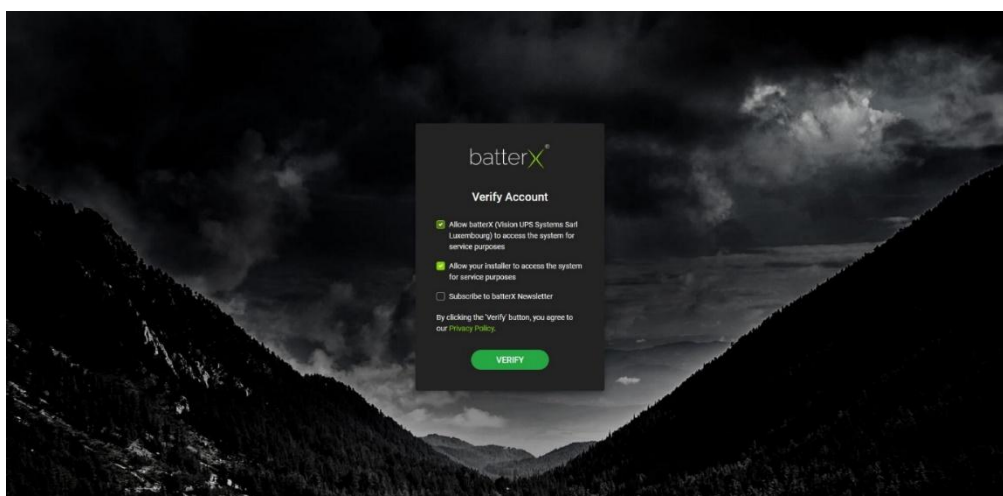 batterX®
Verify Account
Allow batterX (Vision UPS Systems Sarl
Luxembourg) to access the system for
service purposes
Allow your installer to access the system
for service purposes
Subscribe to batterX Newsletter
By clicking the 'Verify' button, you agree to
our Privacy Policy.
VERIFY